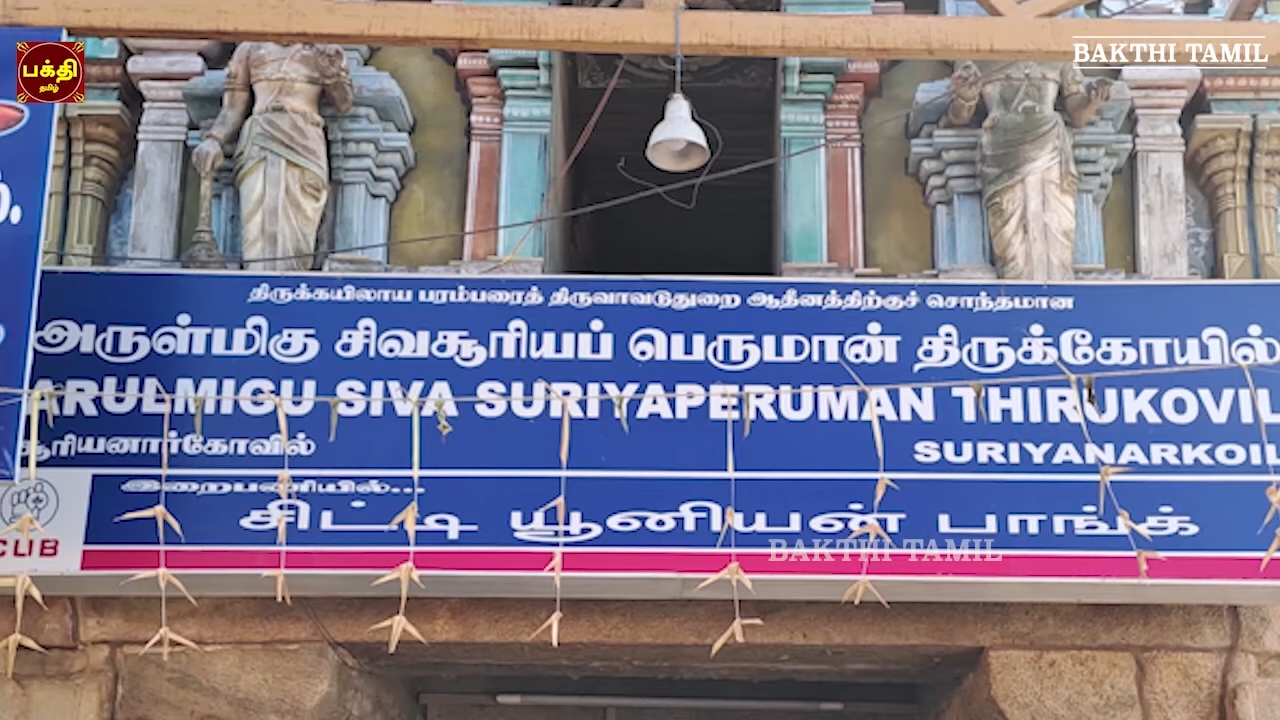 பக்தி
தமிழ்
BAKTHI TAMIL
திருக்கயிலாய பரம்பரைத் திருவாவடுதுறை ஆதீனத்திற்குச் சொந்தமான
அருள்மிகு சிவசூரியப் பெருமான் திருக்கோயில்
ARULMIGU SIVA SURIYAPERUMAN THIRUKOVIL
சூரியனார்கோவில்
SURIYANARKOIL
இறைபணியில்...
சிட்டி யூனியன் பாங்க்
CUB
BAKTHI TAMIL